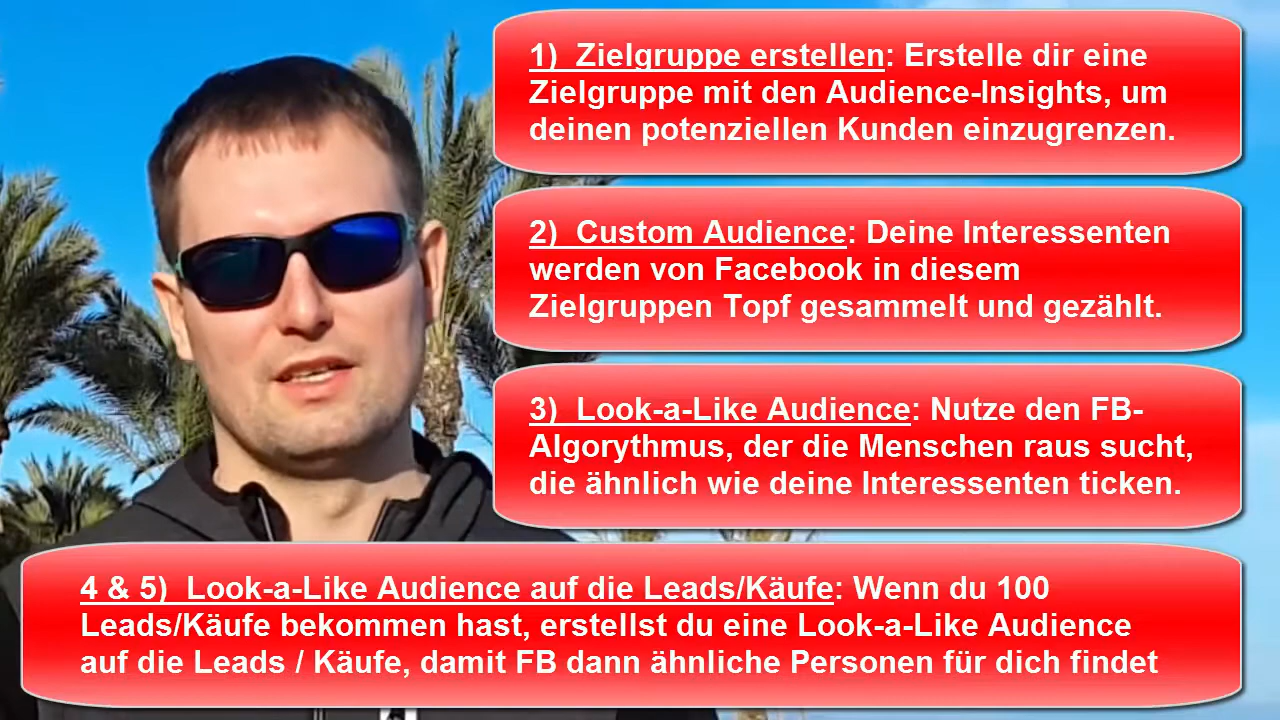 1)  Zielgruppe erstellen: Erstelle dir eine
Zielgruppe mit den Audience-Insights, um
deinen potenziellen Kunden einzugrenzen.
2)  Custom Audience: Deine Interessenten
werden von Facebook in diesem
Zielgruppen Topf gesammelt und gezählt.
3)  Look-a-Like Audience: Nutze den FB-
Algorythmus, der die Menschen raus sucht,
die ähnlich wie deine Interessenten ticken.
4 & 5)  Look-a-Like Audience auf die Leads/Käufe: Wenn du 100
Leads/Käufe bekommen hast, erstellst du eine Look-a-Like Audience
auf die Leads / Käufe, damit FB dann ähnliche Personen für dich findet